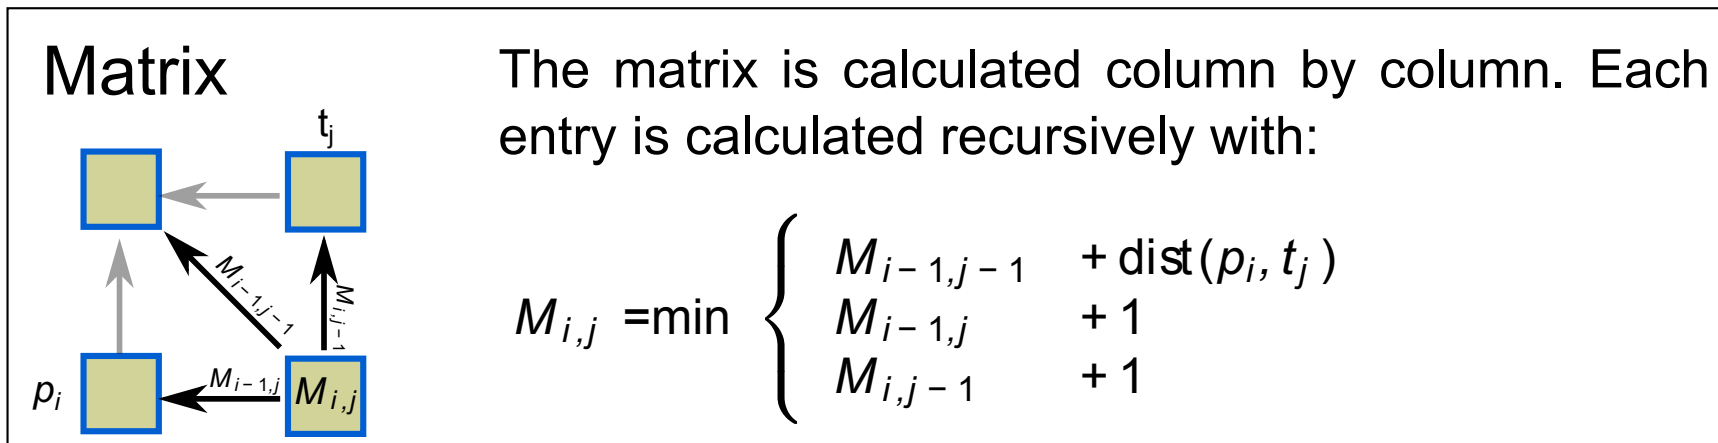 Matrix
The matrix is calculated column by column. Each
entry is calculated recursively with:
t_j
M_{i-1,j-1}
M_{i,j-1}
M_{i-1,j}
p_i
M_{i,j}
M_{i,j} =min { M_{i-1,j-1} + dist(p_i, t_j)
M_{i-1,j} + 1
M_{i,j-1} + 1